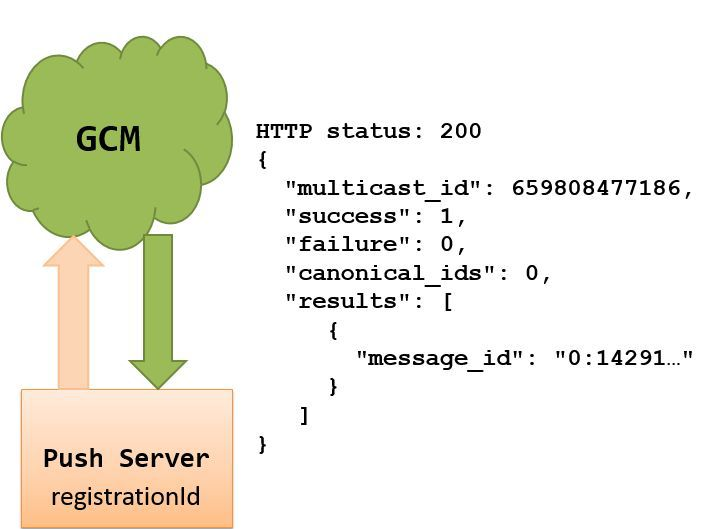 GCM
HTTP status: 200
{
"multicast_id": 659808477186,
"success": 1,
"failure": 0,
"canonical_ids": 0,
"results": [
{
"message_id": "0:14291…"
}
]
}
Push Server
registrationId